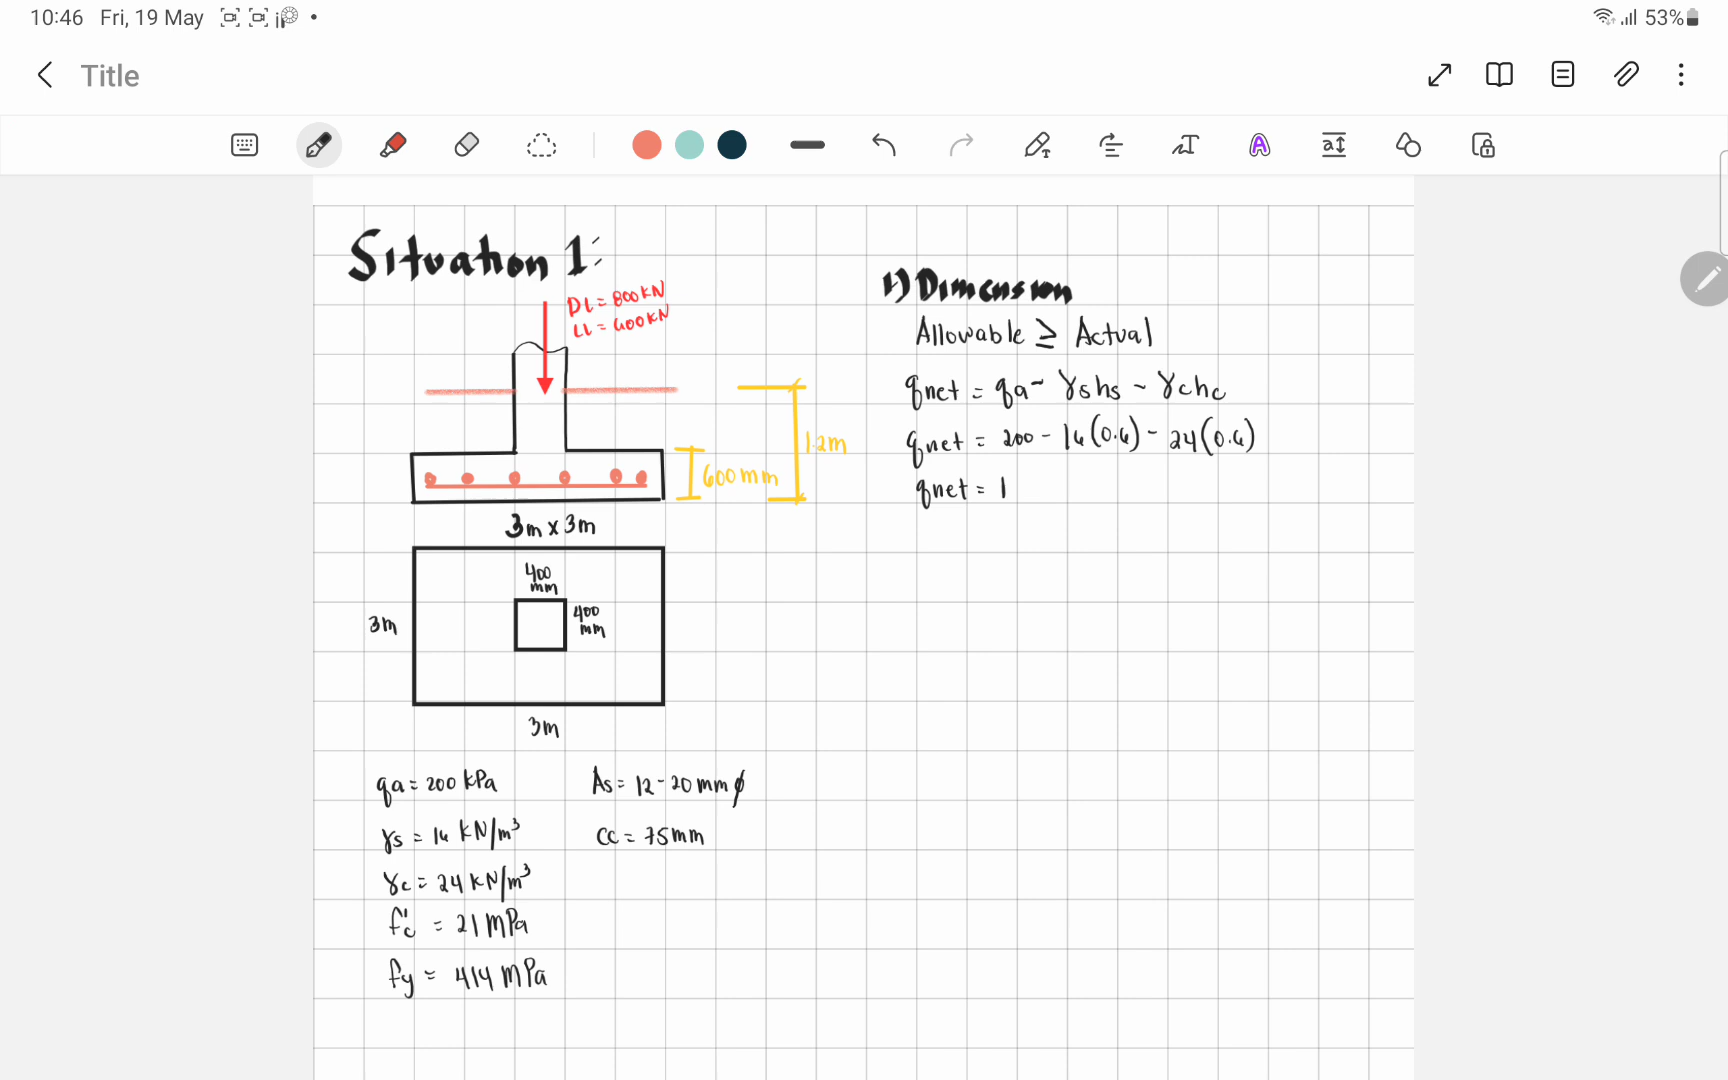 10:46 Fri, 19 May
53%
Title
Situation 1:
DL = 800 kN
LL = 600 kN
1.2m
600 mm
3m x 3m
400
mm
400
mm
3m
3m
qa = 200 kPa
γs = 16 kN/m³
γc = 24 kN/m³
f'c = 21 MPa
fy = 414 MPa
As = 12 - 20 mm ϕ
CC = 75 mm
1.) Dimension
Allowable ≥ Actual
qnet = qa - γshs - γchc
qnet = 200 - 16(0.6) - 24(0.6)
qnet = 1